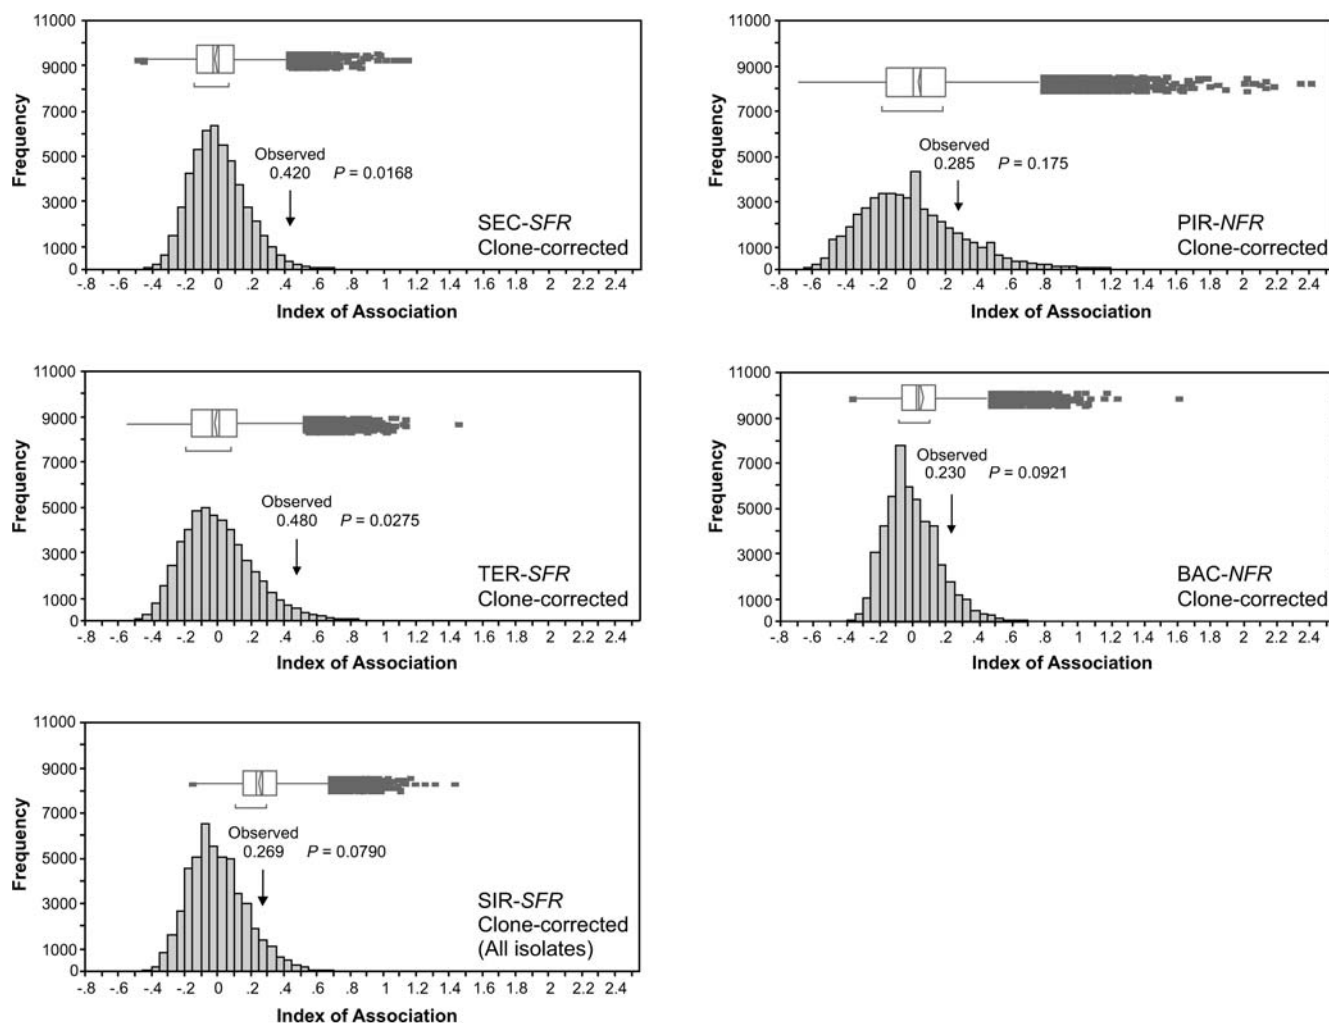 11000
9000
7000
5000
3000
1000
0
Frequency
Observed
0.420 P = 0.0168
SEC-SFR
Clone-corrected
-.8 -.6 -.4 -.2 0 .2 .4 .6 .8 1 1.2 1.4 1.6 1.8 2 2.2 2.4
Index of Association
11000
9000
7000
5000
3000
1000
0
Frequency
Observed
0.285 P = 0.175
PIR-NFR
Clone-corrected
-.8 -.6 -.4 -.2 0 .2 .4 .6 .8 1 1.2 1.4 1.6 1.8 2 2.2 2.4
Index of Association
11000
9000
7000
5000
3000
1000
0
Frequency
Observed
0.480 P = 0.0275
TER-SFR
Clone-corrected
-.8 -.6 -.4 -.2 0 .2 .4 .6 .8 1 1.2 1.4 1.6 1.8 2 2.2 2.4
Index of Association
11000
9000
7000
5000
3000
1000
0
Frequency
Observed
0.230 P = 0.0921
BAC-NFR
Clone-corrected
-.8 -.6 -.4 -.2 0 .2 .4 .6 .8 1 1.2 1.4 1.6 1.8 2 2.2 2.4
Index of Association
11000
9000
7000
5000
3000
1000
0
Frequency
Observed
0.269 P = 0.0790
SIR-SFR
Clone-corrected
(All isolates)
-.8 -.6 -.4 -.2 0 .2 .4 .6 .8 1 1.2 1.4 1.6 1.8 2 2.2 2.4
Index of Association